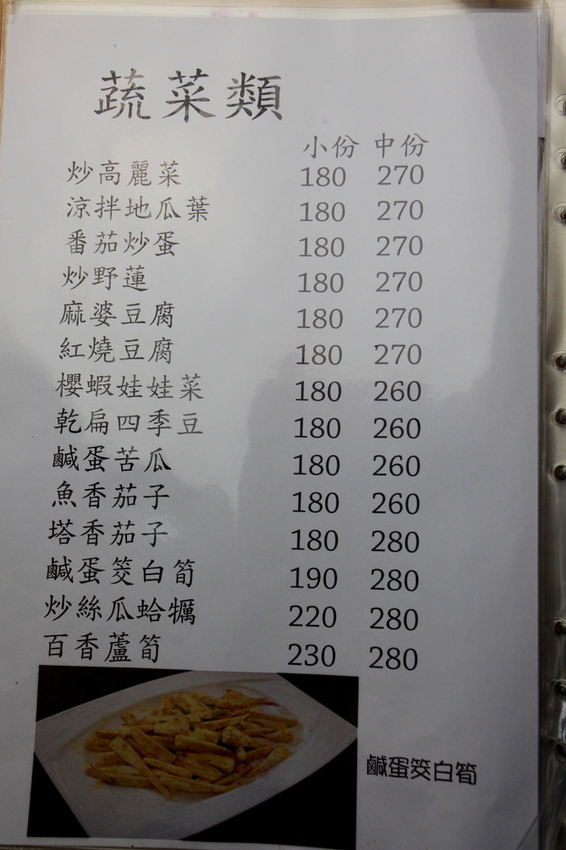 蔬菜類
小份 中份
炒高麗菜 180 270
涼拌地瓜葉 180 270
番茄炒蛋 180 270
炒野蓮 180 270
麻婆豆腐 180 270
紅燒豆腐 180 270
櫻蝦娃娃菜 180 260
乾扁四季豆 180 260
鹹蛋苦瓜 180 260
魚香茄子 180 260
塔香茄子 180 280
鹹蛋筊白筍 190 280
炒絲瓜蛤犡 220 280
百香蘆筍 230 280
鹹蛋筊白筍